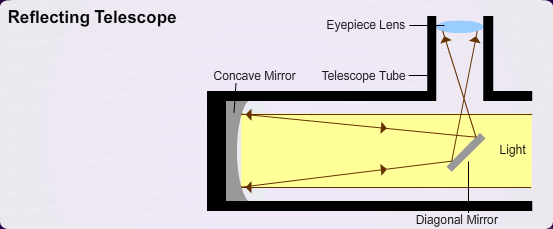 Reflecting Telescope
Eyepiece Lens
Concave Mirror
Telescope Tube
Light
Diagonal Mirror